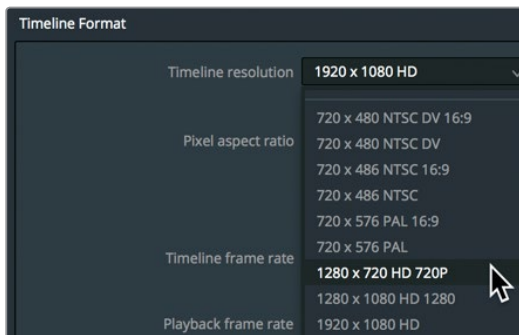 Timeline Format
Timeline resolution 1920 x 1080 HD
720 x 480 NTSC DV 16:9
Pixel aspect ratio 720 x 480 NTSC DV
720 x 486 NTSC 16:9
720 x 486 NTSC
720 x 576 PAL 16:9
720 x 576 PAL
Timeline frame rate
1280 x 720 HD 720P
1280 x 1080 HD 1280
Playback frame rate 1920 x 1080 HD